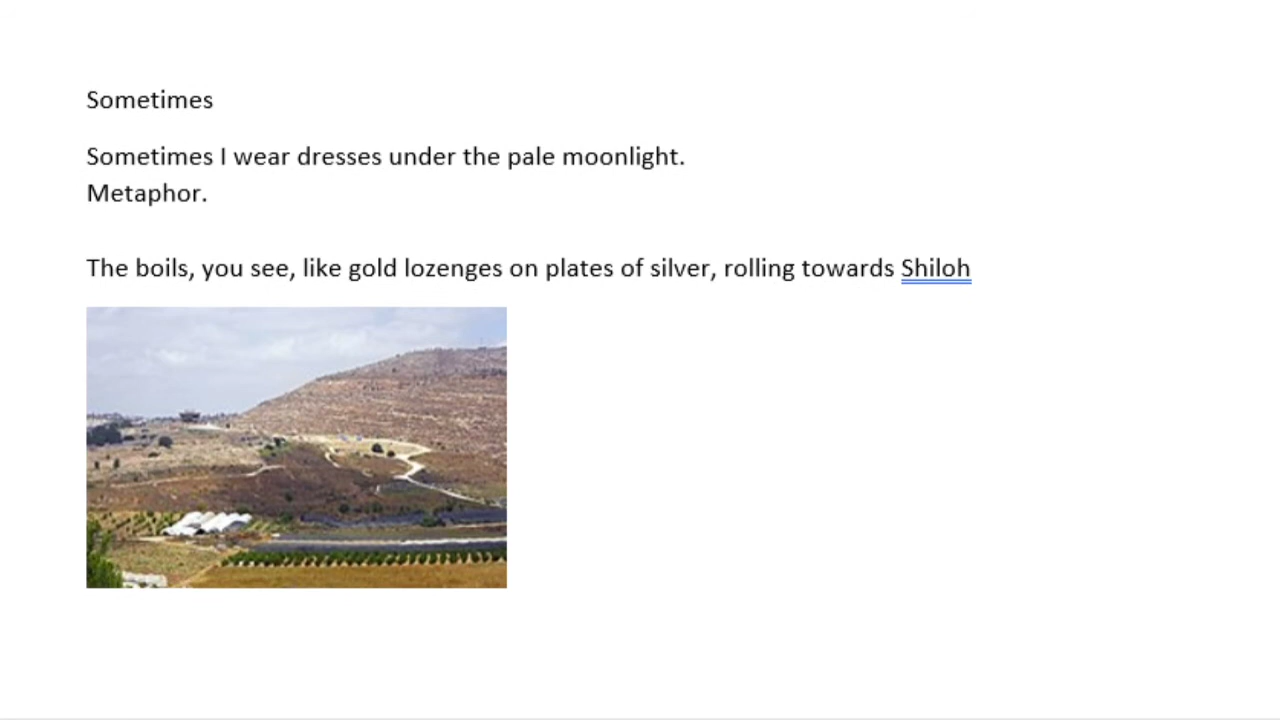 Sometimes
Sometimes I wear dresses under the pale moonlight.
Metaphor.
The boils, you see, like gold lozenges on plates of silver, rolling towards Shiloh